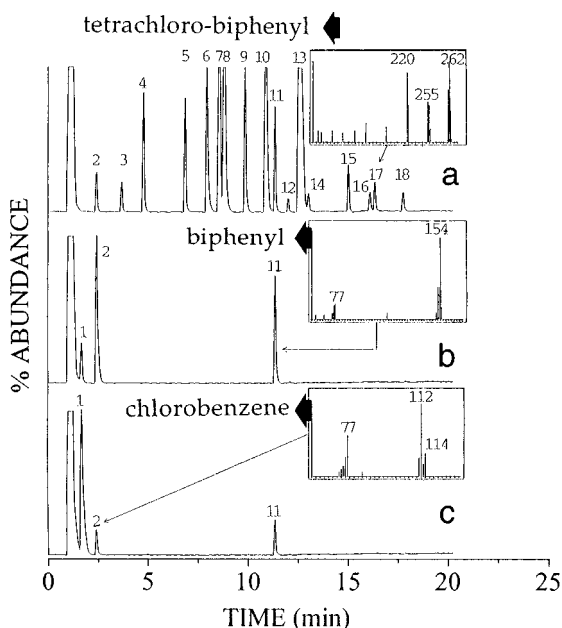 tetrachloro-biphenyl
2 3 4 5 6 7 8 9 10 11 12 13 14 15 16 17 18
220 255 262
a
biphenyl
1 2 11
77 154
b
chlorobenzene
1 2 11
77 112 114
c
% ABUNDANCE
0 5 10 15 20 25
TIME (min)